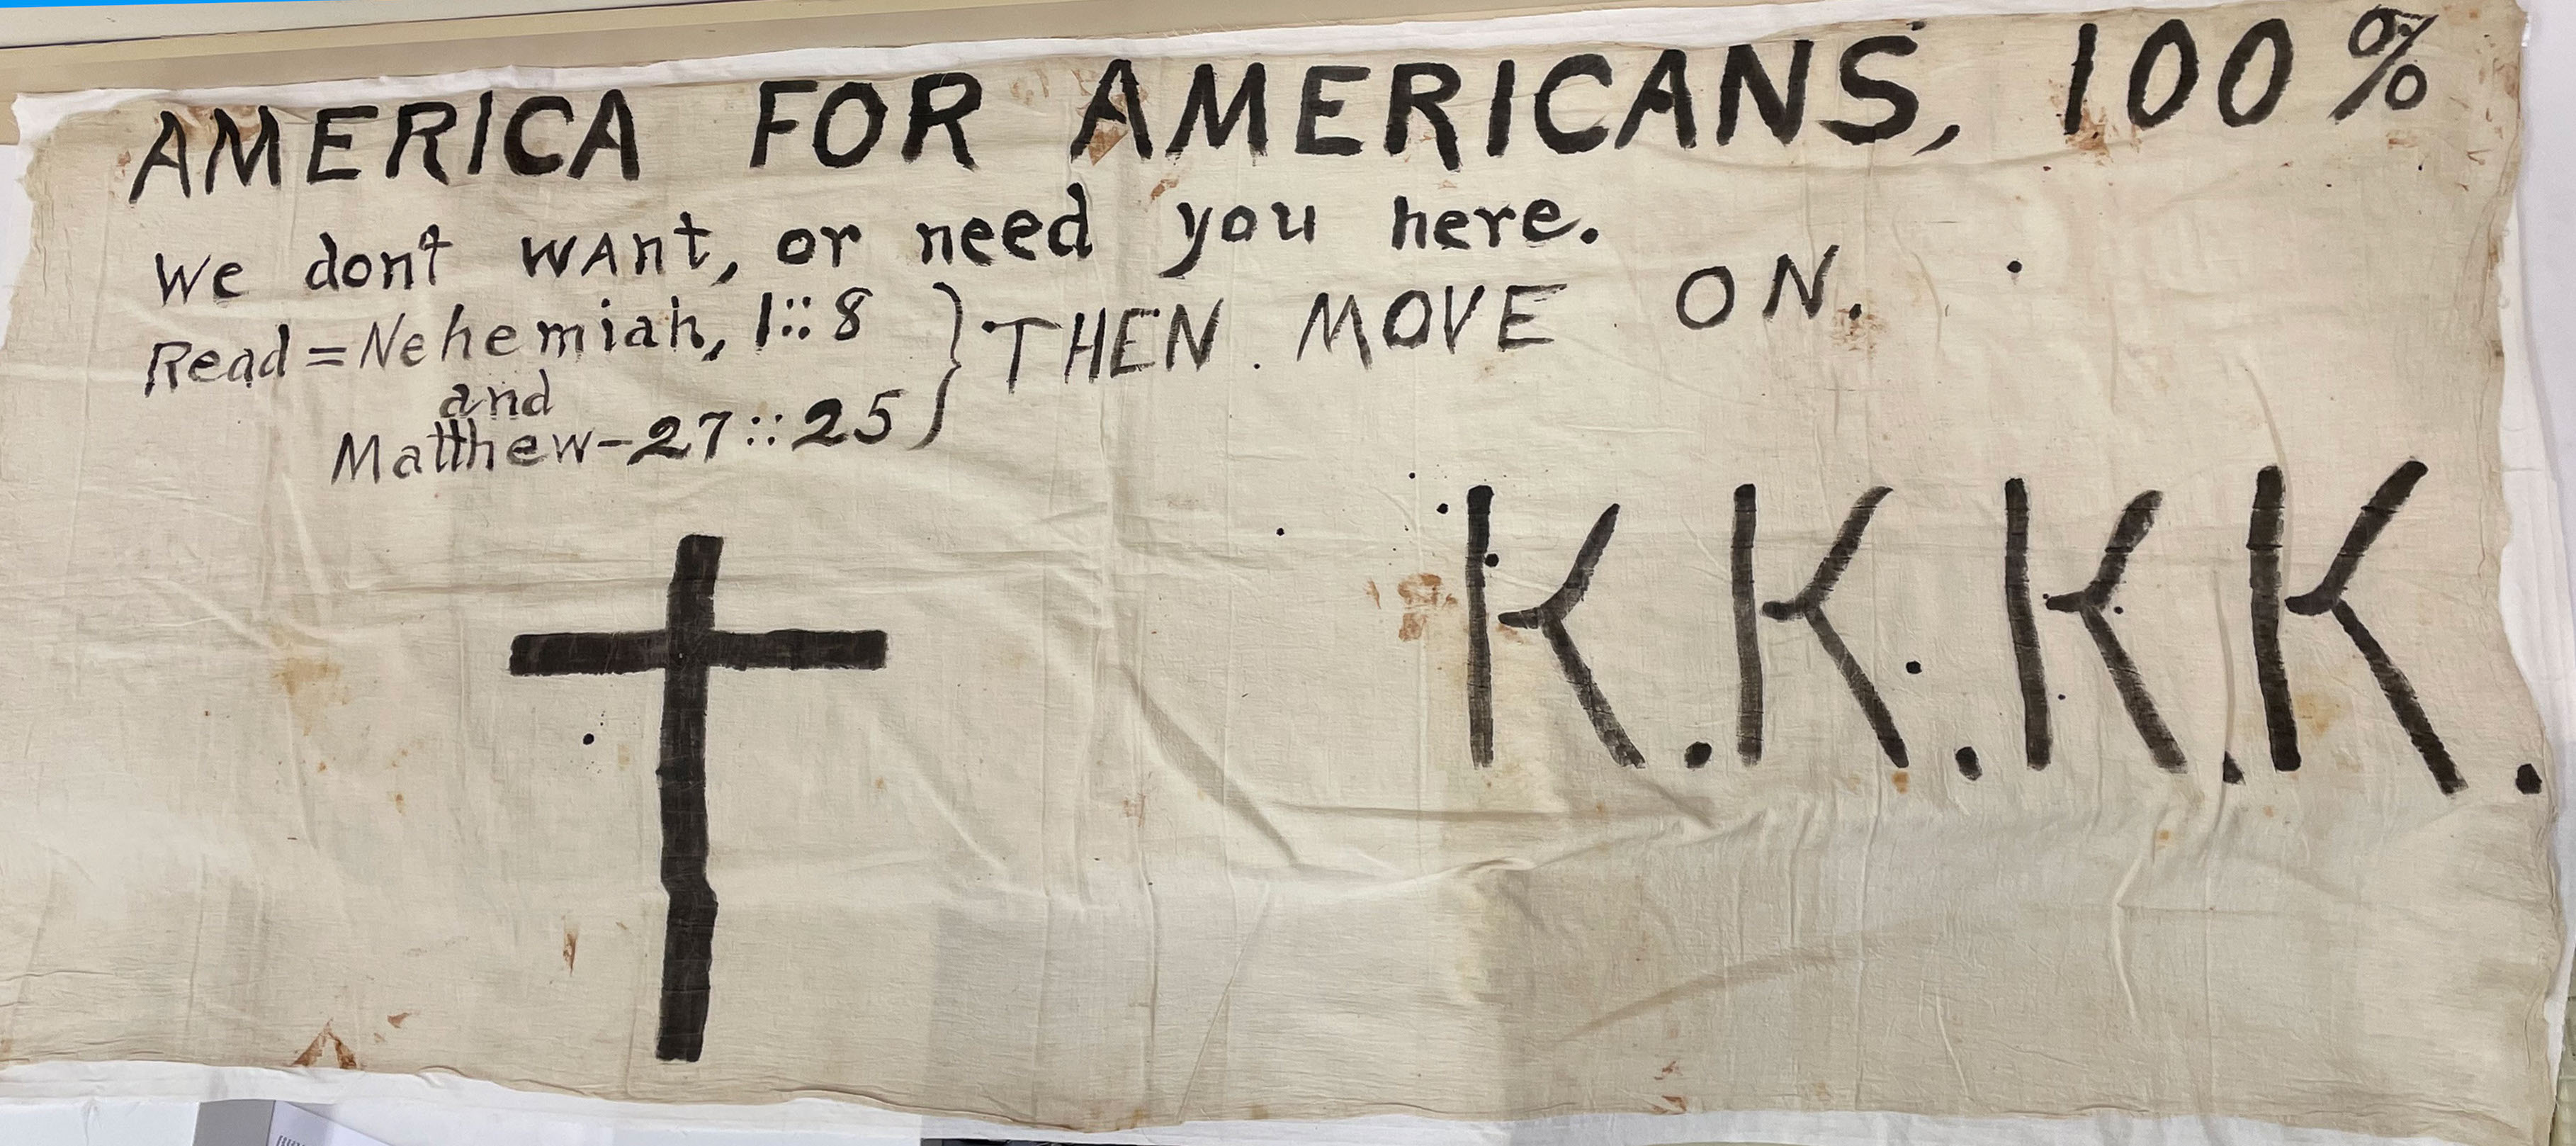 AMERICA FOR AMERICANS, 100%
We dont want, or need you here.
Read = Nehemiah, 1::8 } THEN MOVE ON.
and
Matthew - 27::25
K.K.K.K.